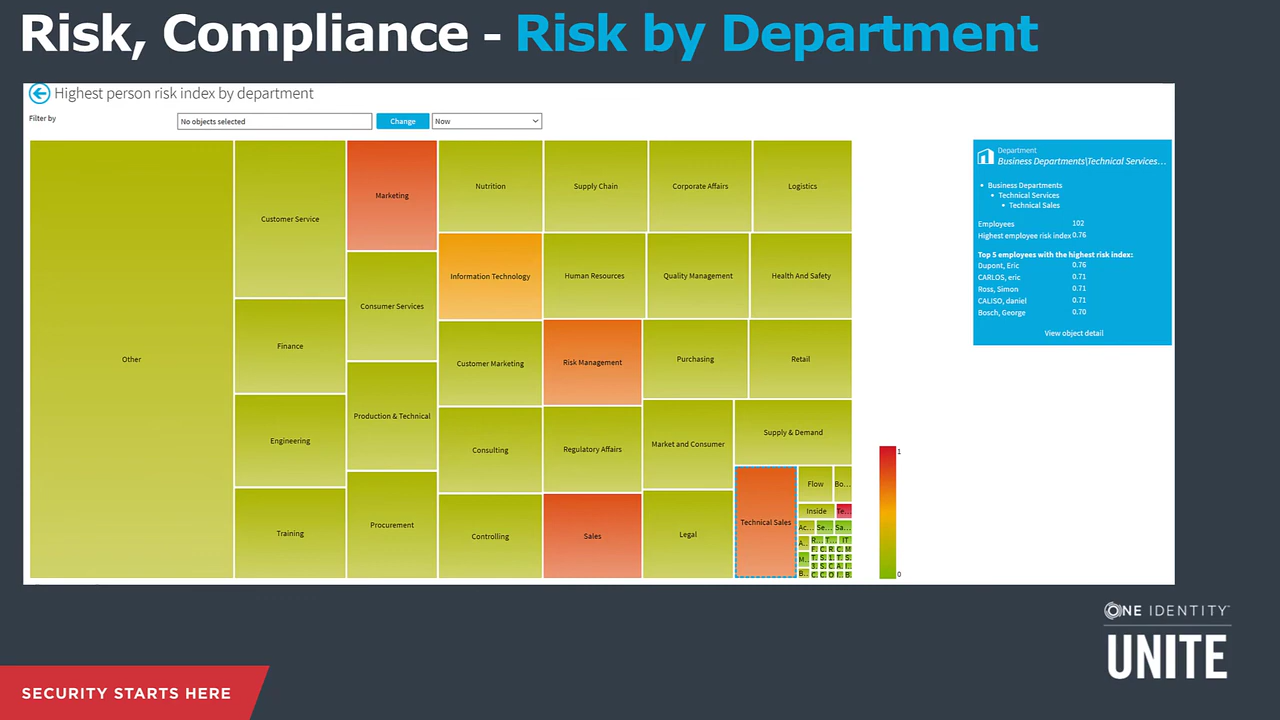 Risk, Compliance - Risk by Department
Highest person risk index by department
Filter by
No objects selected
Change
Now
Other
Customer Service
Finance
Engineering
Training
Marketing
Consumer Services
Production & Technical
Procurement
Nutrition
Supply Chain
Corporate Affairs
Logistics
Information Technology
Human Resources
Quality Management
Health And Safety
Customer Marketing
Risk Management
Purchasing
Retail
Consulting
Regulatory Affairs
Market and Consumer
Supply & Demand
Controlling
Sales
Legal
Technical Sales
Flow
Bo...
Inside
Te...
Ac...
Se...
Sa...
1
0
Department
Business Departments\Technical Services...
• Business Departments
• Technical Services
• Technical Sales
Employees 102
Highest employee risk index 0.76
Top 5 employees with the highest risk index:
Dupont, Eric 0.76
CARLOS, eric 0.71
Ross, Simon 0.71
CALISO, daniel 0.71
Bosch, George 0.70
View object detail
ONE IDENTITY
UNITE
SECURITY STARTS HERE